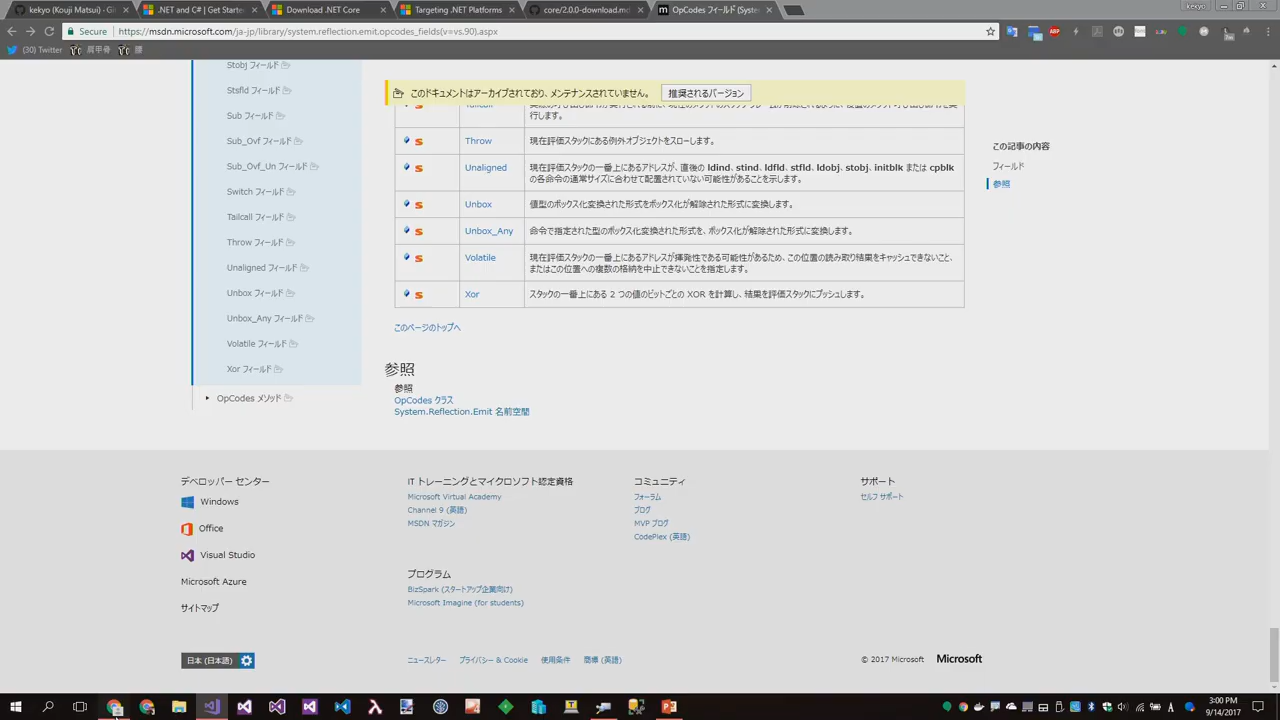 kekyo (Kouji Matsui) · Gi
.NET and C# | Get Starte
Download .NET Core
Targeting .NET Platforms
core/2.0.0-download.md
OpCodes フィールド (Syste
Secure
https://msdn.microsoft.com/ja-jp/library/system.reflection.emit.opcodes_fields(v=vs.90).aspx
(30) Twitter
肩甲骨
腰
Stobj フィールド
Stsfld フィールド
Sub フィールド
Sub_Ovf フィールド
Sub_Ovf_Un フィールド
Switch フィールド
Tailcall フィールド
Throw フィールド
Unaligned フィールド
Unbox フィールド
Unbox_Any フィールド
Volatile フィールド
Xor フィールド
OpCodes メソッド
このドキュメントはアーカイブされており、メンテナンスされていません。
推奨されるバージョン
行します。
Throw
現在評価スタックにある例外オブジェクトをスローします。
Unaligned
現在評価スタックの一番上にあるアドレスが、直後の ldind、stind、ldfld、stfld、ldobj、stobj、initblk または cpblk
の各命令の通常サイズに合わせて配置されていない可能性があることを示します。
Unbox
値型のボックス化変換された形式をボックス化が解除された形式に変換します。
Unbox_Any
命令で指定された型のボックス化変換された形式を、ボックス化が解除された形式に変換します。
Volatile
現在評価スタックの一番上にあるアドレスが揮発性である可能性があるため、この位置の読み取り結果をキャッシュできないこと、
またはこの位置への複数の格納を中止できないことを指定します。
Xor
スタックの一番上にある 2 つの値のビットごとの XOR を計算し、結果を評価スタックにプッシュします。
このページのトップへ
参照
参照
OpCodes クラス
System.Reflection.Emit 名前空間
この記事の内容
フィールド
参照
デベロッパー センター
Windows
Office
Visual Studio
Microsoft Azure
サイトマップ
IT トレーニングとマイクロソフト認定資格
Microsoft Virtual Academy
Channel 9 (英語)
MSDN マガジン
コミュニティ
フォーラム
ブログ
MVP ブログ
CodePlex (英語)
サポート
セルフ サポート
プログラム
BizSpark (スタートアップ企業向け)
Microsoft Imagine (for students)
日本 (日本語)
ニュースレター
プライバシー & Cookie
使用条件
商標 (英語)
© 2017 Microsoft
Microsoft
3:00 PM
9/14/2017